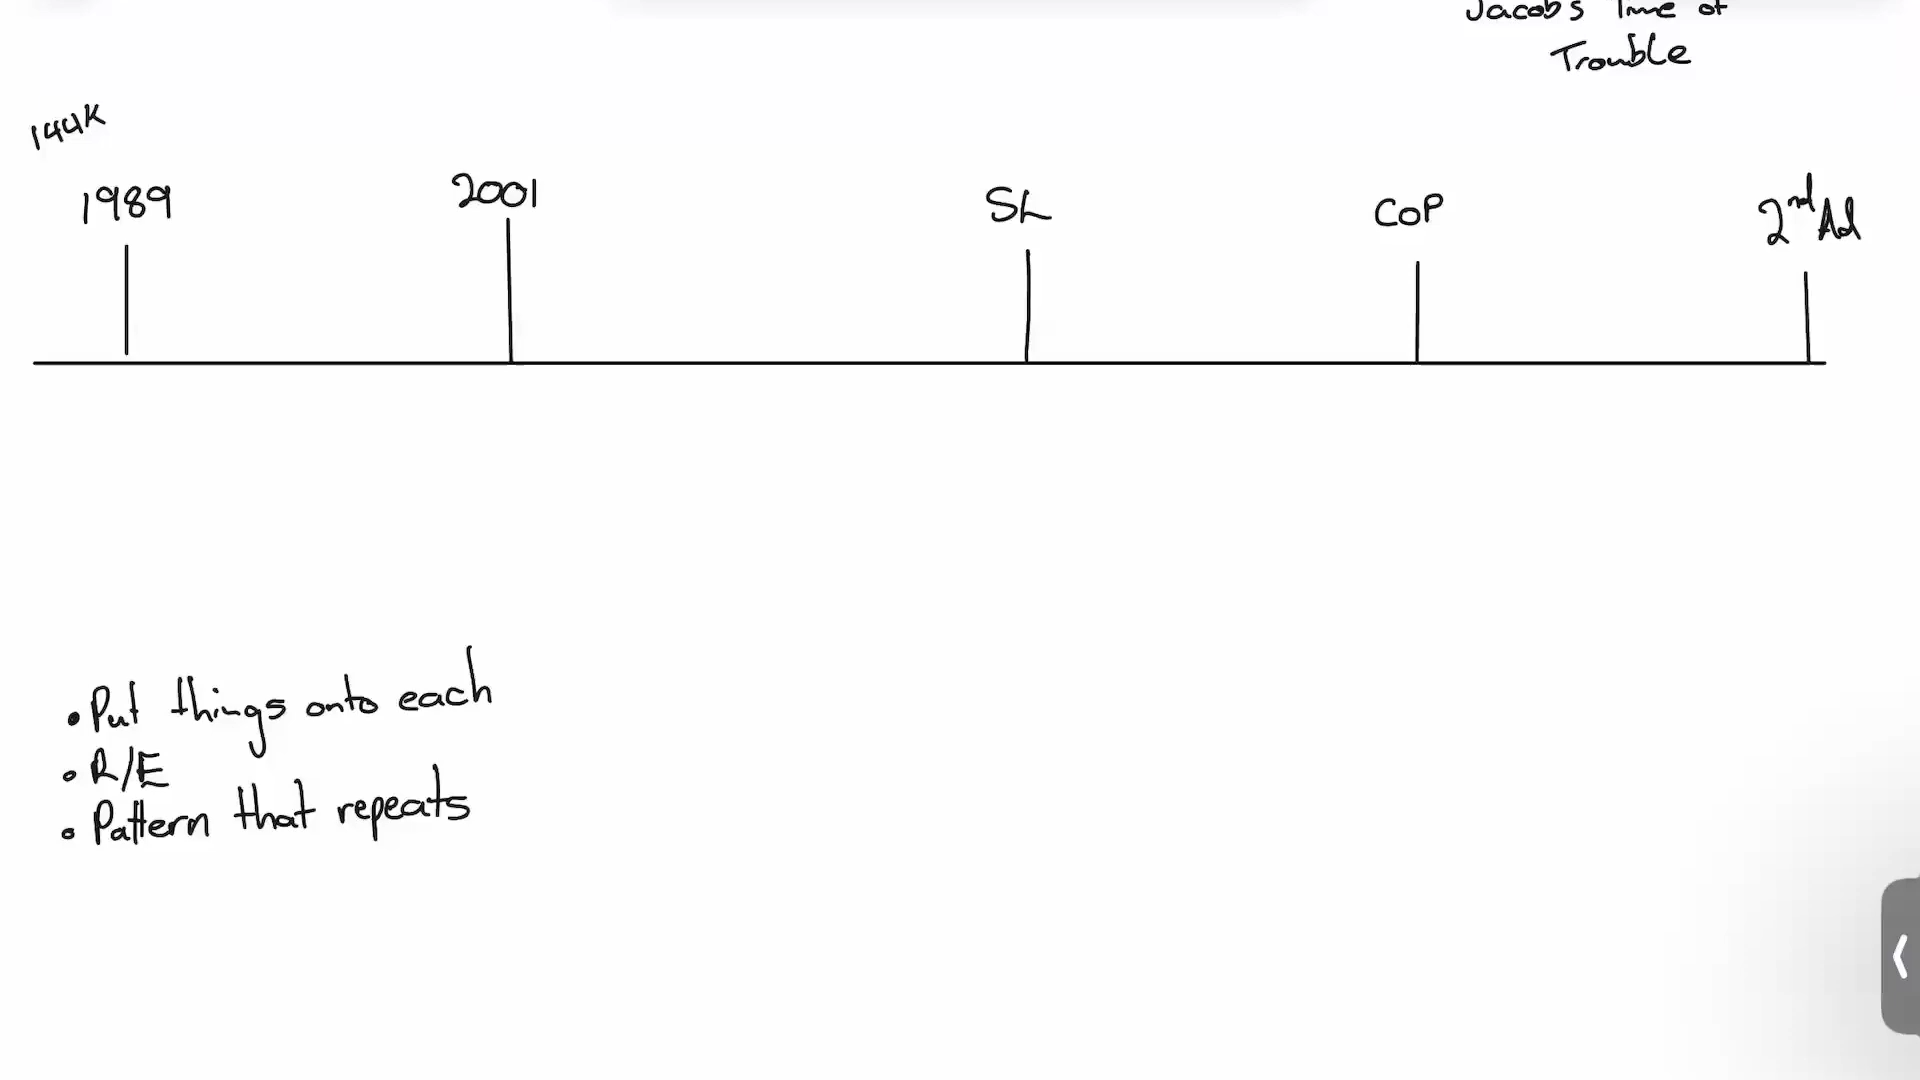 Jacob's Time of
Trouble
144K
1989
2001
SL
COP
2nd Ad
• Put things onto each
• R/E
• Pattern that repeats